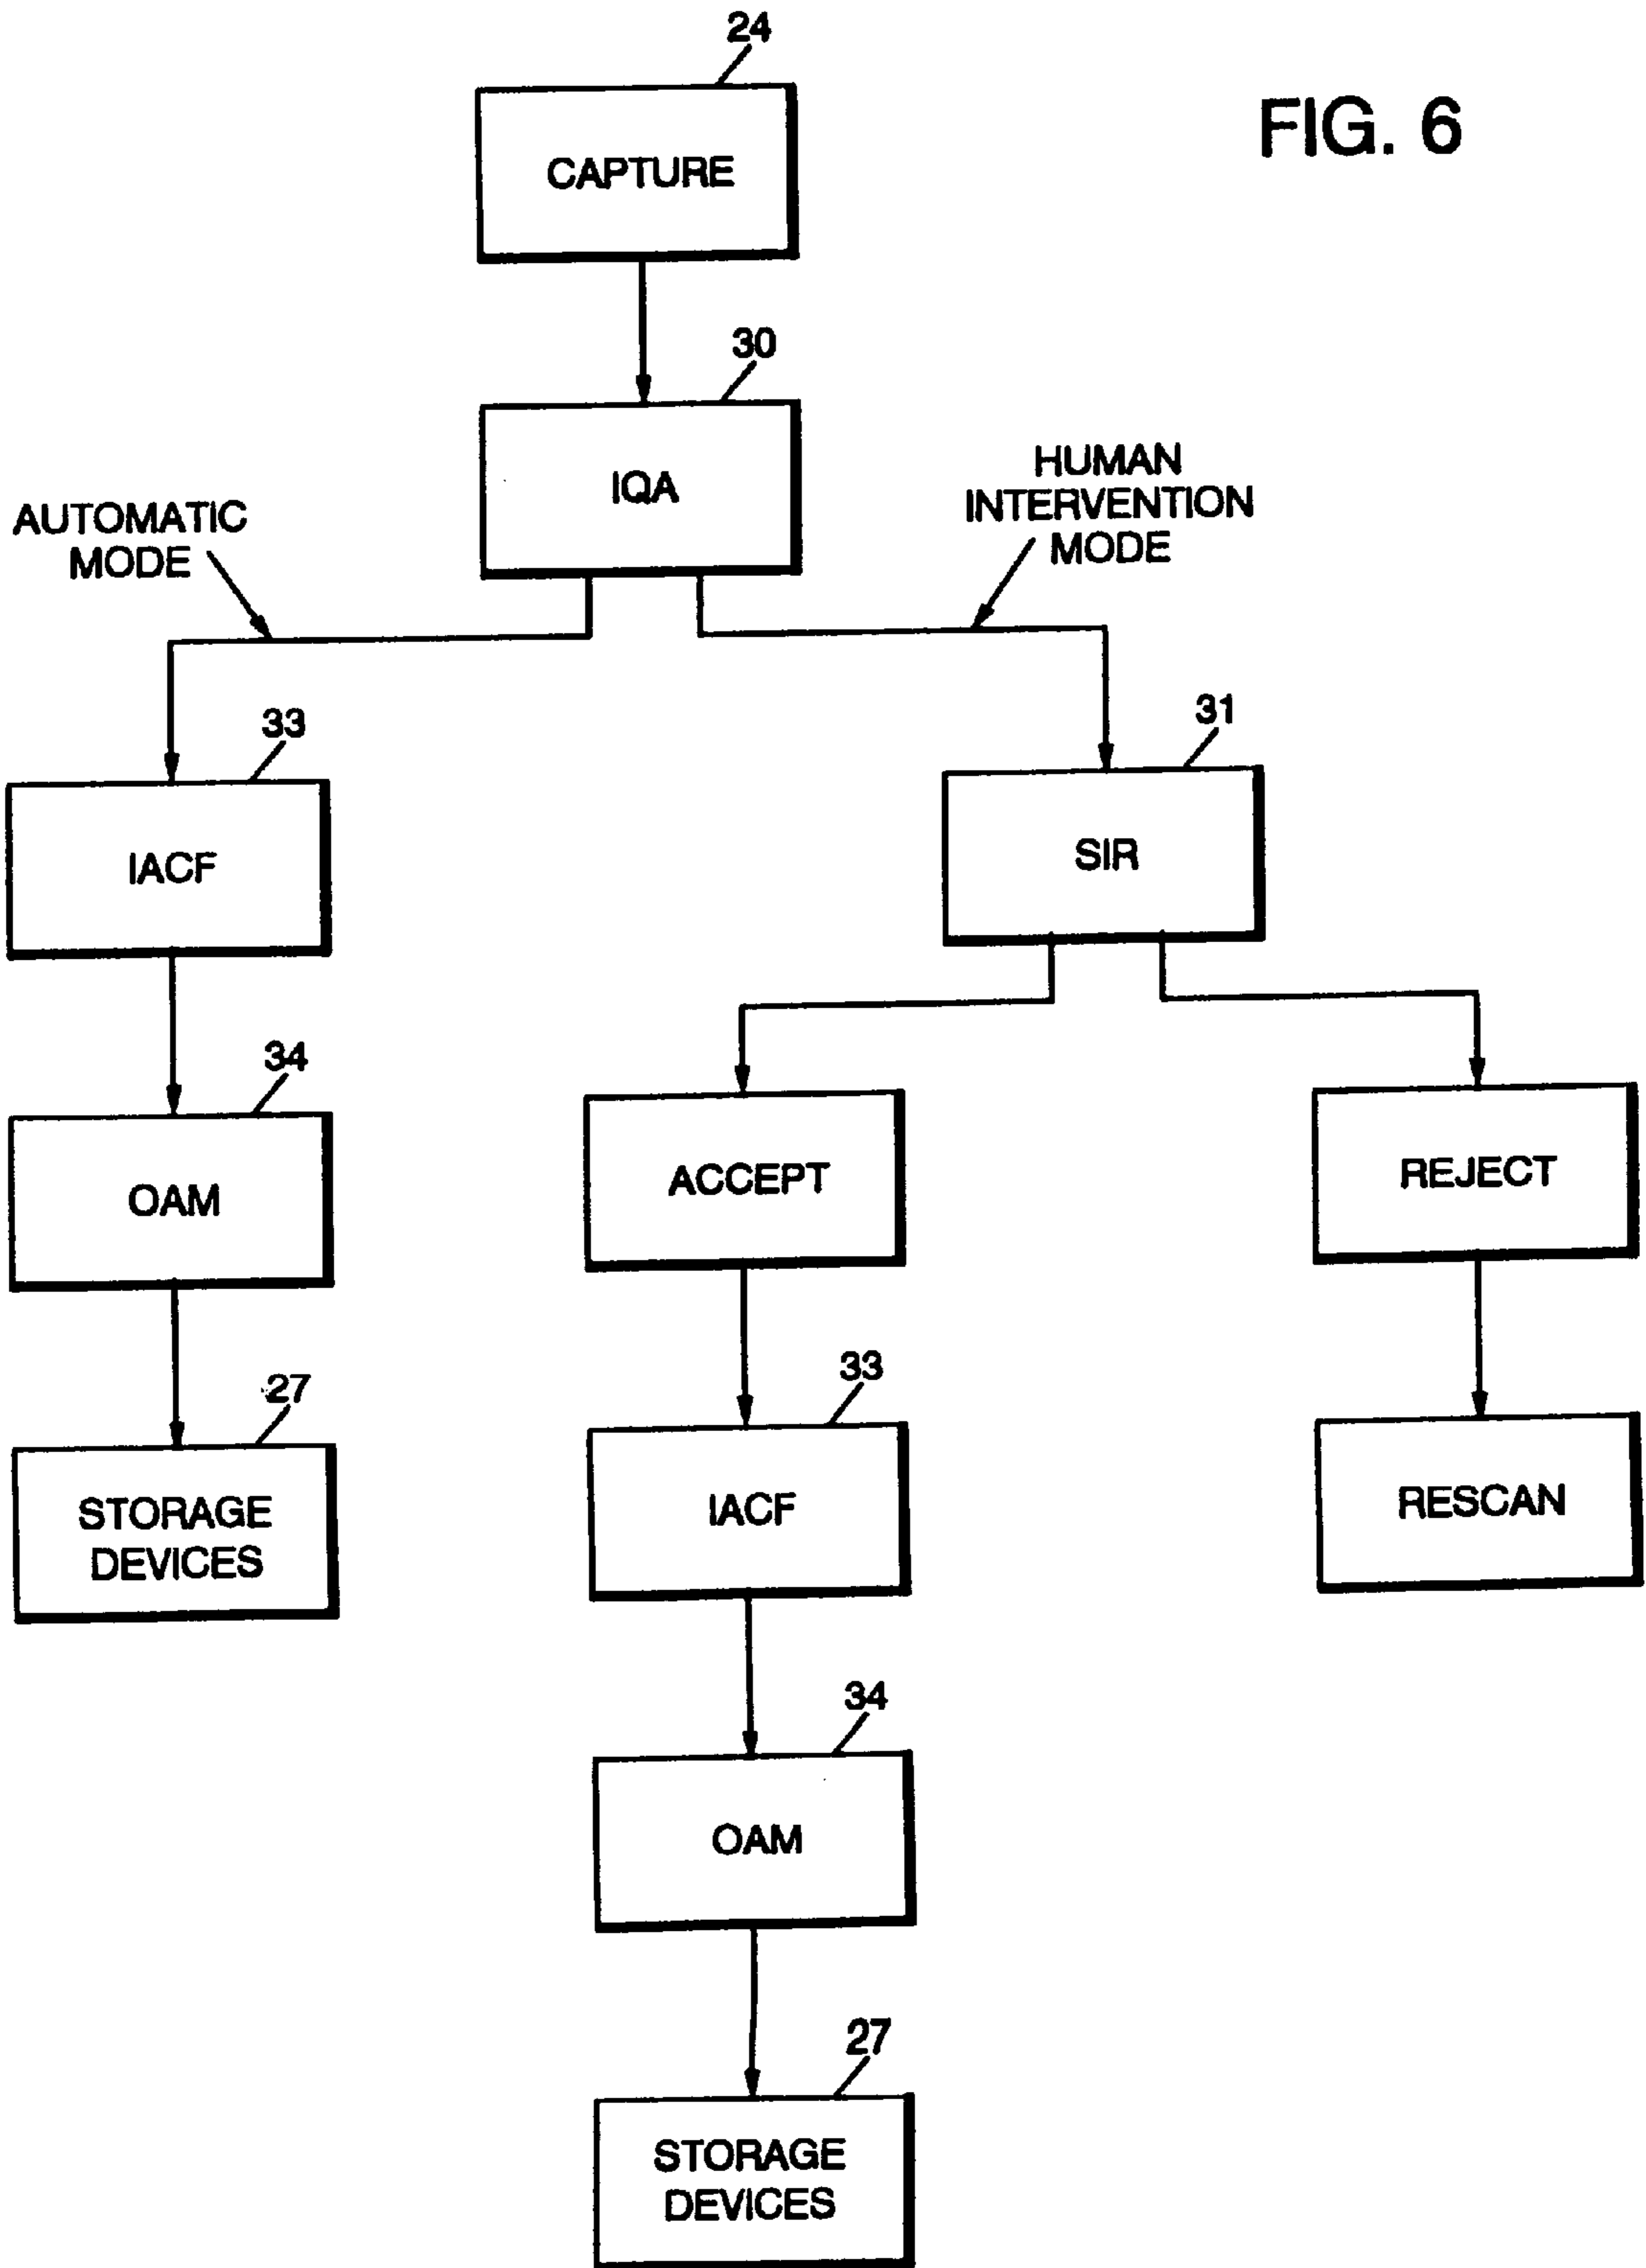 24
FIG. 6
CAPTURE
30
IQA
AUTOMATIC
MODE
HUMAN
INTERVENTION
MODE
33
IACF
31
SIR
34
OAM
ACCEPT
REJECT
27
STORAGE
DEVICES
33
IACF
RESCAN
34
OAM
27
STORAGE
DEVICES